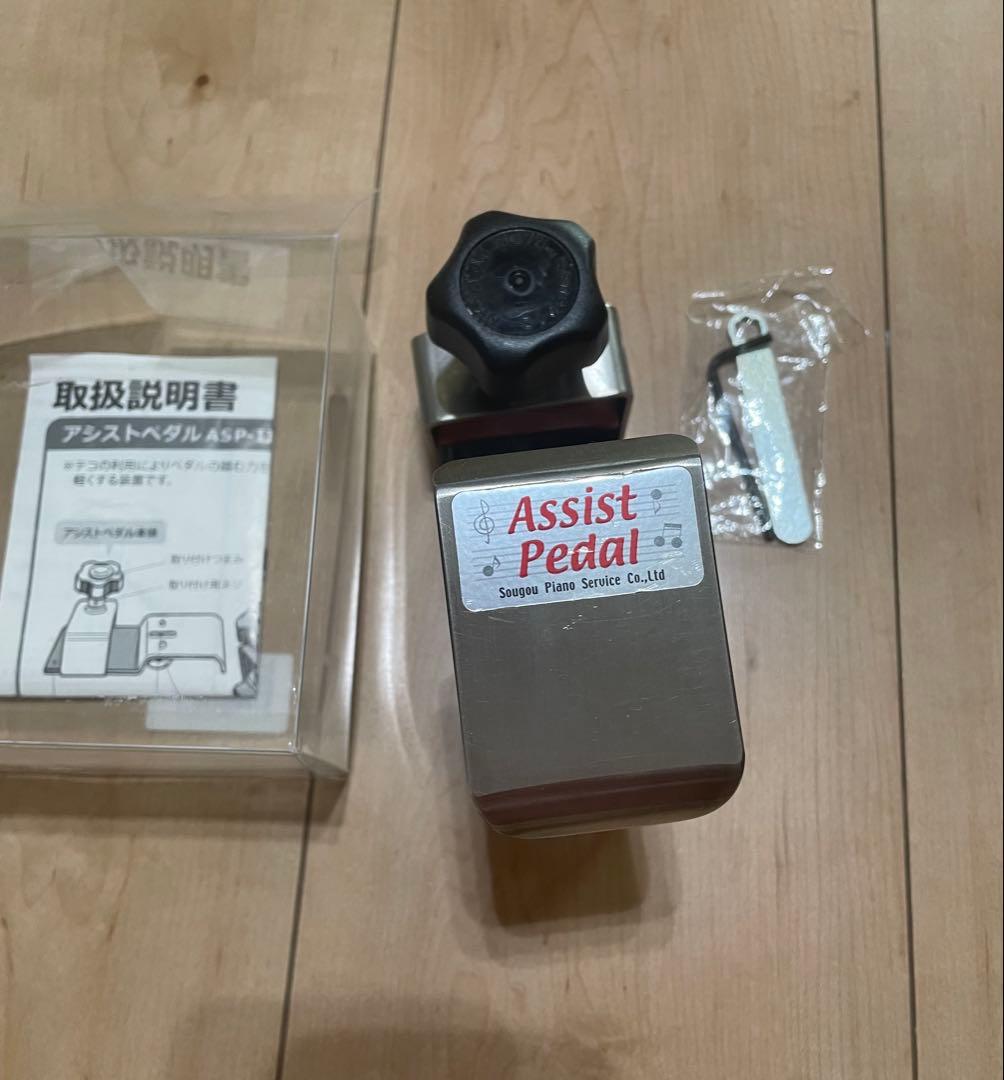 取扱説明書
アシストペダル ASP-
※テコの利用によりペダルの踏む力を
軽くする装置です。
アシストペダル本体
取り付けつまみ
取り付け用ネジ
Assist
Pedal
Sougou Piano Service Co.,Ltd